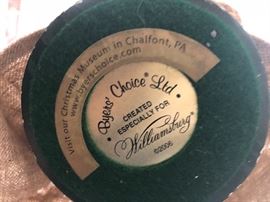 Visit our Christmas Museum in Chalfont, PA
www.byerschoice.com
Byers' Choice® Ltd.
CREATED
ESPECIALLY FOR
Williamsburg®